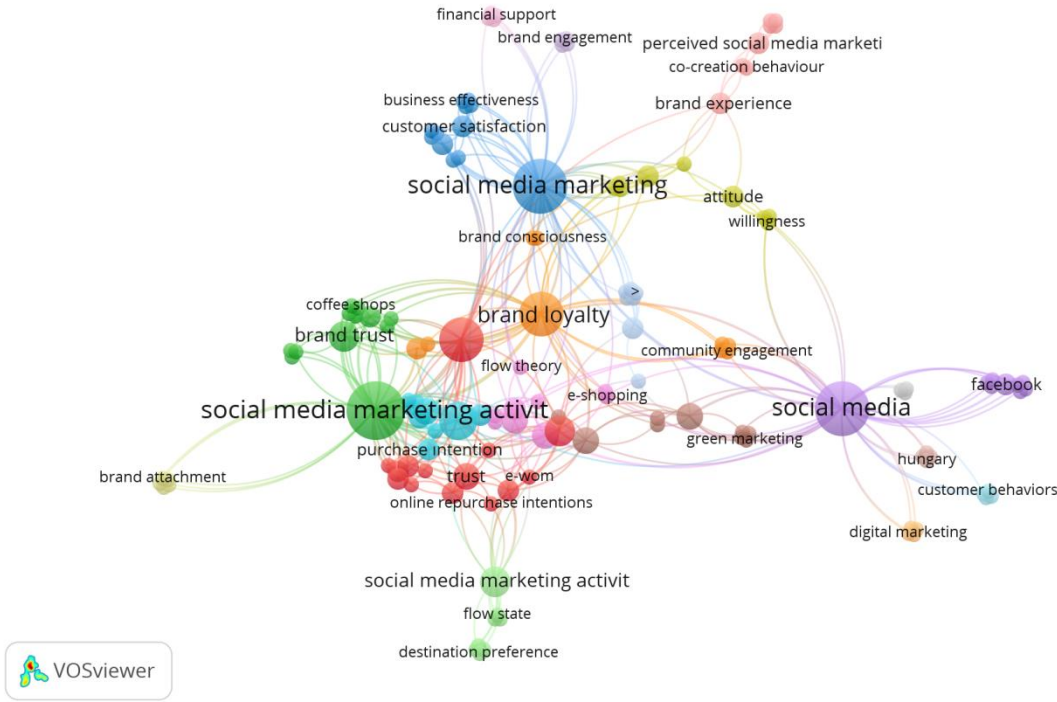 financial support
brand engagement
perceived social media marketi
co-creation behaviour
business effectiveness
brand experience
customer satisfaction
social media marketing
attitude
willingness
brand consciousness
>
coffee shops
brand loyalty
brand trust
community engagement
flow theory
facebook
e-shopping
social media marketing activit
social media
green marketing
purchase intention
hungary
brand attachment
trust
e-wom
customer behaviors
online repurchase intentions
digital marketing
social media marketing activit
flow state
destination preference
VOSviewer